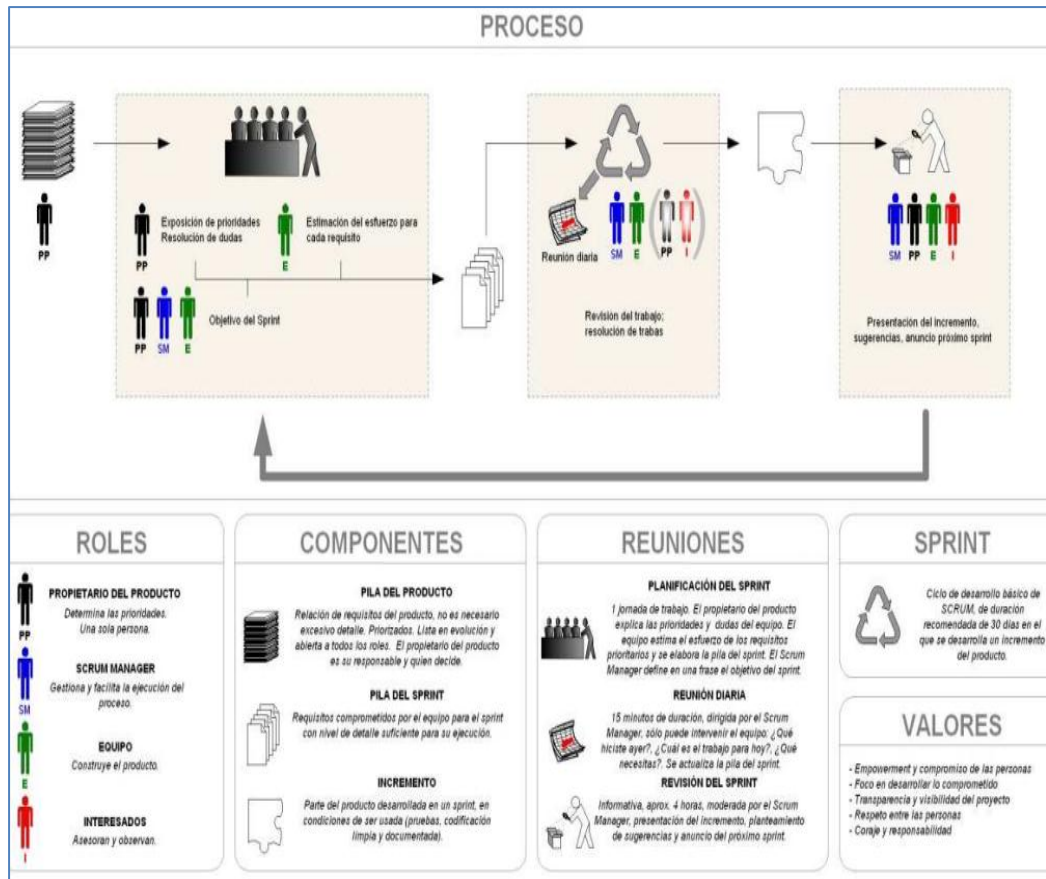 PROCESO
PP
Exposición de prioridades
Resolución de dudas
PP
Estimación del esfuerzo para
cada requisito
E
Objetivo del Sprint
PP SM E
Reunión diaria
SM E PP I
Revisión del trabajo;
resolución de trabas
SM PP E I
Presentación del incremento,
sugerencias, anuncio próximo sprint
ROLES
PROPIETARIO DEL PRODUCTO
Determina las prioridades.
Una sola persona.
PP
SCRUM MANAGER
Gestiona y facilita la ejecución del
proceso.
SM
EQUIPO
Construye el producto.
E
INTERESADOS
Asesoran y observan.
I
COMPONENTES
PILA DEL PRODUCTO
Relación de requisitos del producto, no es necesario
excesivo detalle. Priorizados. Lista en evolución y
abierta a todos los roles. El propietario del producto
es su responsable y quien decide.
PILA DEL SPRINT
Requisitos comprometidos por el equipo para el sprint
con nivel de detalle suficiente para su ejecución.
INCREMENTO
Parte del producto desarrollada en un sprint, en
condiciones de ser usada (pruebas, codificación
limpia y documentada).
REUNIONES
PLANIFICACIÓN DEL SPRINT
1 jornada de trabajo. El propietario del producto
explica las prioridades y dudas del equipo. El
equipo estima el esfuerzo de los requisitos
prioritarios y se elabora la pila del sprint. El Scrum
Manager define en una frase el objetivo del sprint.
REUNIÓN DIARIA
15 minutos de duración, dirigida por el Scrum
Manager, sólo puede intervenir el equipo: ¿Qué
hiciste ayer?, ¿Cuál es el trabajo para hoy?, ¿Qué
necesitas?. Se actualiza la pila del sprint.
REVISIÓN DEL SPRINT
Informativa, aprox. 4 horas, moderada por el Scrum
Manager, presentación del incremento, planteamiento
de sugerencias y anuncio del próximo sprint.
SPRINT
Ciclo de desarrollo básico de
SCRUM, de duración
recomendada de 30 días en el
que se desarrolla un incremento
del producto.
VALORES
- Empowerment y compromiso de las personas
- Foco en desarrollar lo comprometido
- Transparencia y visibilidad del proyecto
- Respeto entre las personas
- Coraje y responsabilidad